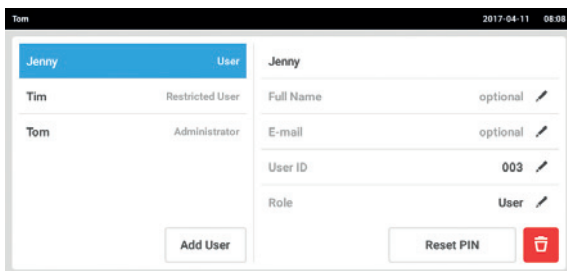 Tom 2017-04-11 08:08
Jenny User
Tim Restricted User
Tom Administrator
Add User
Jenny
Full Name optional
E-mail optional
User ID 003
Role User
Reset PIN